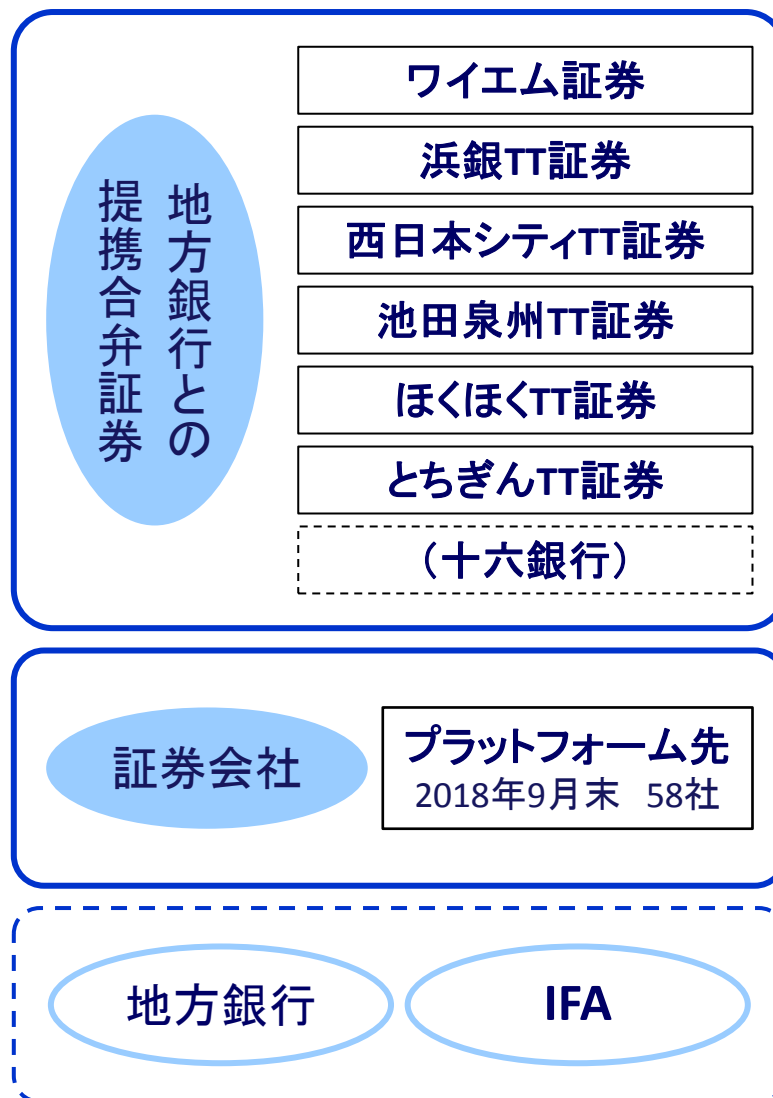 地方銀行との
提携合弁証券
ワイエム証券
浜銀TT証券
西日本シティTT証券
池田泉州TT証券
ほくほくTT証券
とちぎんTT証券
（十六銀行）
証券会社
プラットフォーム先
2018年9月末 58社
地方銀行
IFA